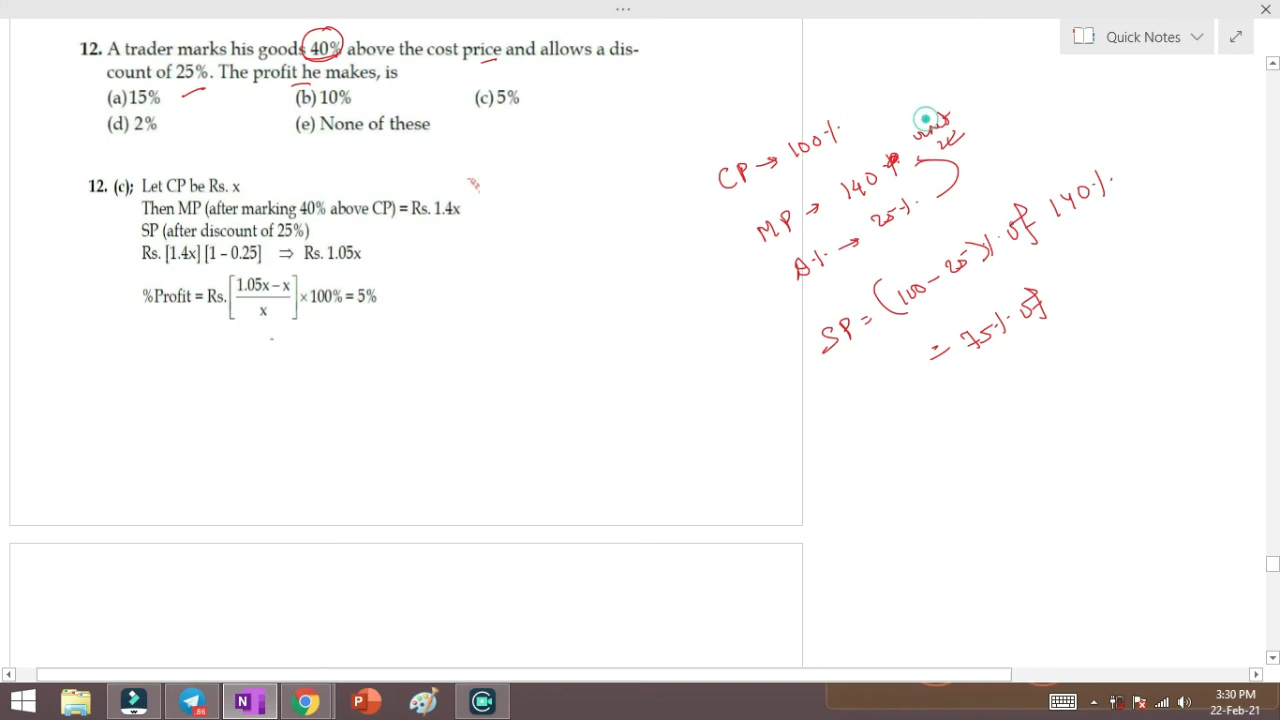 Quick Notes
12. A trader marks his goods 40% above the cost price and allows a dis-
count of 25%. The profit he makes, is
(a) 15% (b) 10% (c) 5%
(d) 2% (e) None of these
12. (c); Let CP be Rs. x
Then MP (after marking 40% above CP) = Rs. 1.4x
SP (after discount of 25%)
Rs. [1.4x] [1 – 0.25] ⇒ Rs. 1.05x
%Profit = Rs. [1.05x – x / x] × 100% = 5%
CP → 100%
MP → 140
D% → 25%
SP = (100 - 25)% of 140%
= 75% of
86
3:30 PM
22-Feb-21